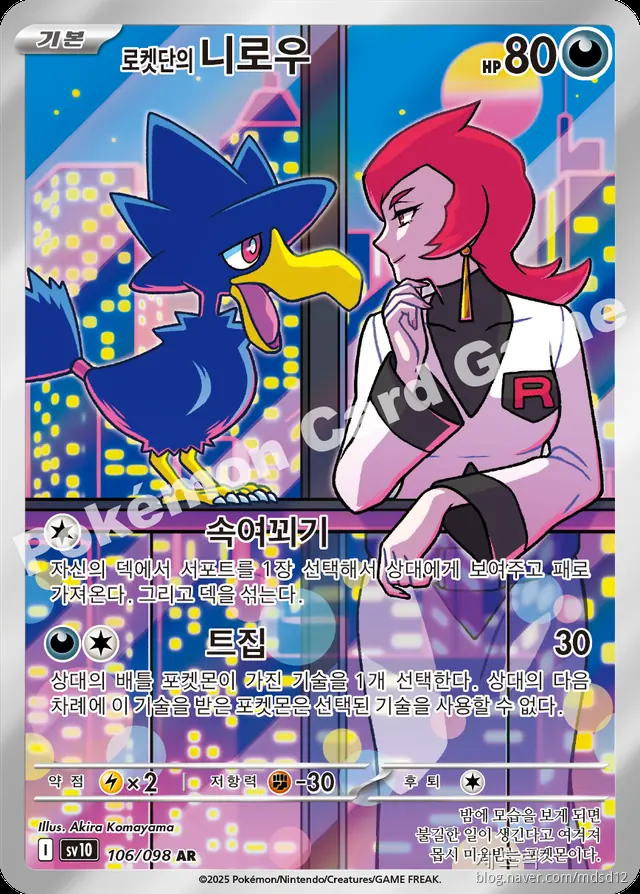 기본
로켓단의 니로우
HP 80
R
속여꾀기
자신의 덱에서 서포트를 1장 선택해서 상대에게 보여주고 패로
가져온다. 그리고 덱을 섞는다.
트집 30
상대의 배틀 포켓몬이 가진 기술을 1개 선택한다. 상대의 다음
차례에 이 기술을 받은 포켓몬은 선택된 기술을 사용할 수 없다.
약점 ×2 저항력 -30 후퇴
Illus. Akira Komayama
I sv10 106/098 AR
밤에 모습을 보게 되면
불길한 일이 생긴다고 여겨져
몹시 미움받는 포켓몬이다.
©2025 Pokémon/Nintendo/Creatures/GAME FREAK.
Pokémon Card Game
blog.naver.com/mdsd12